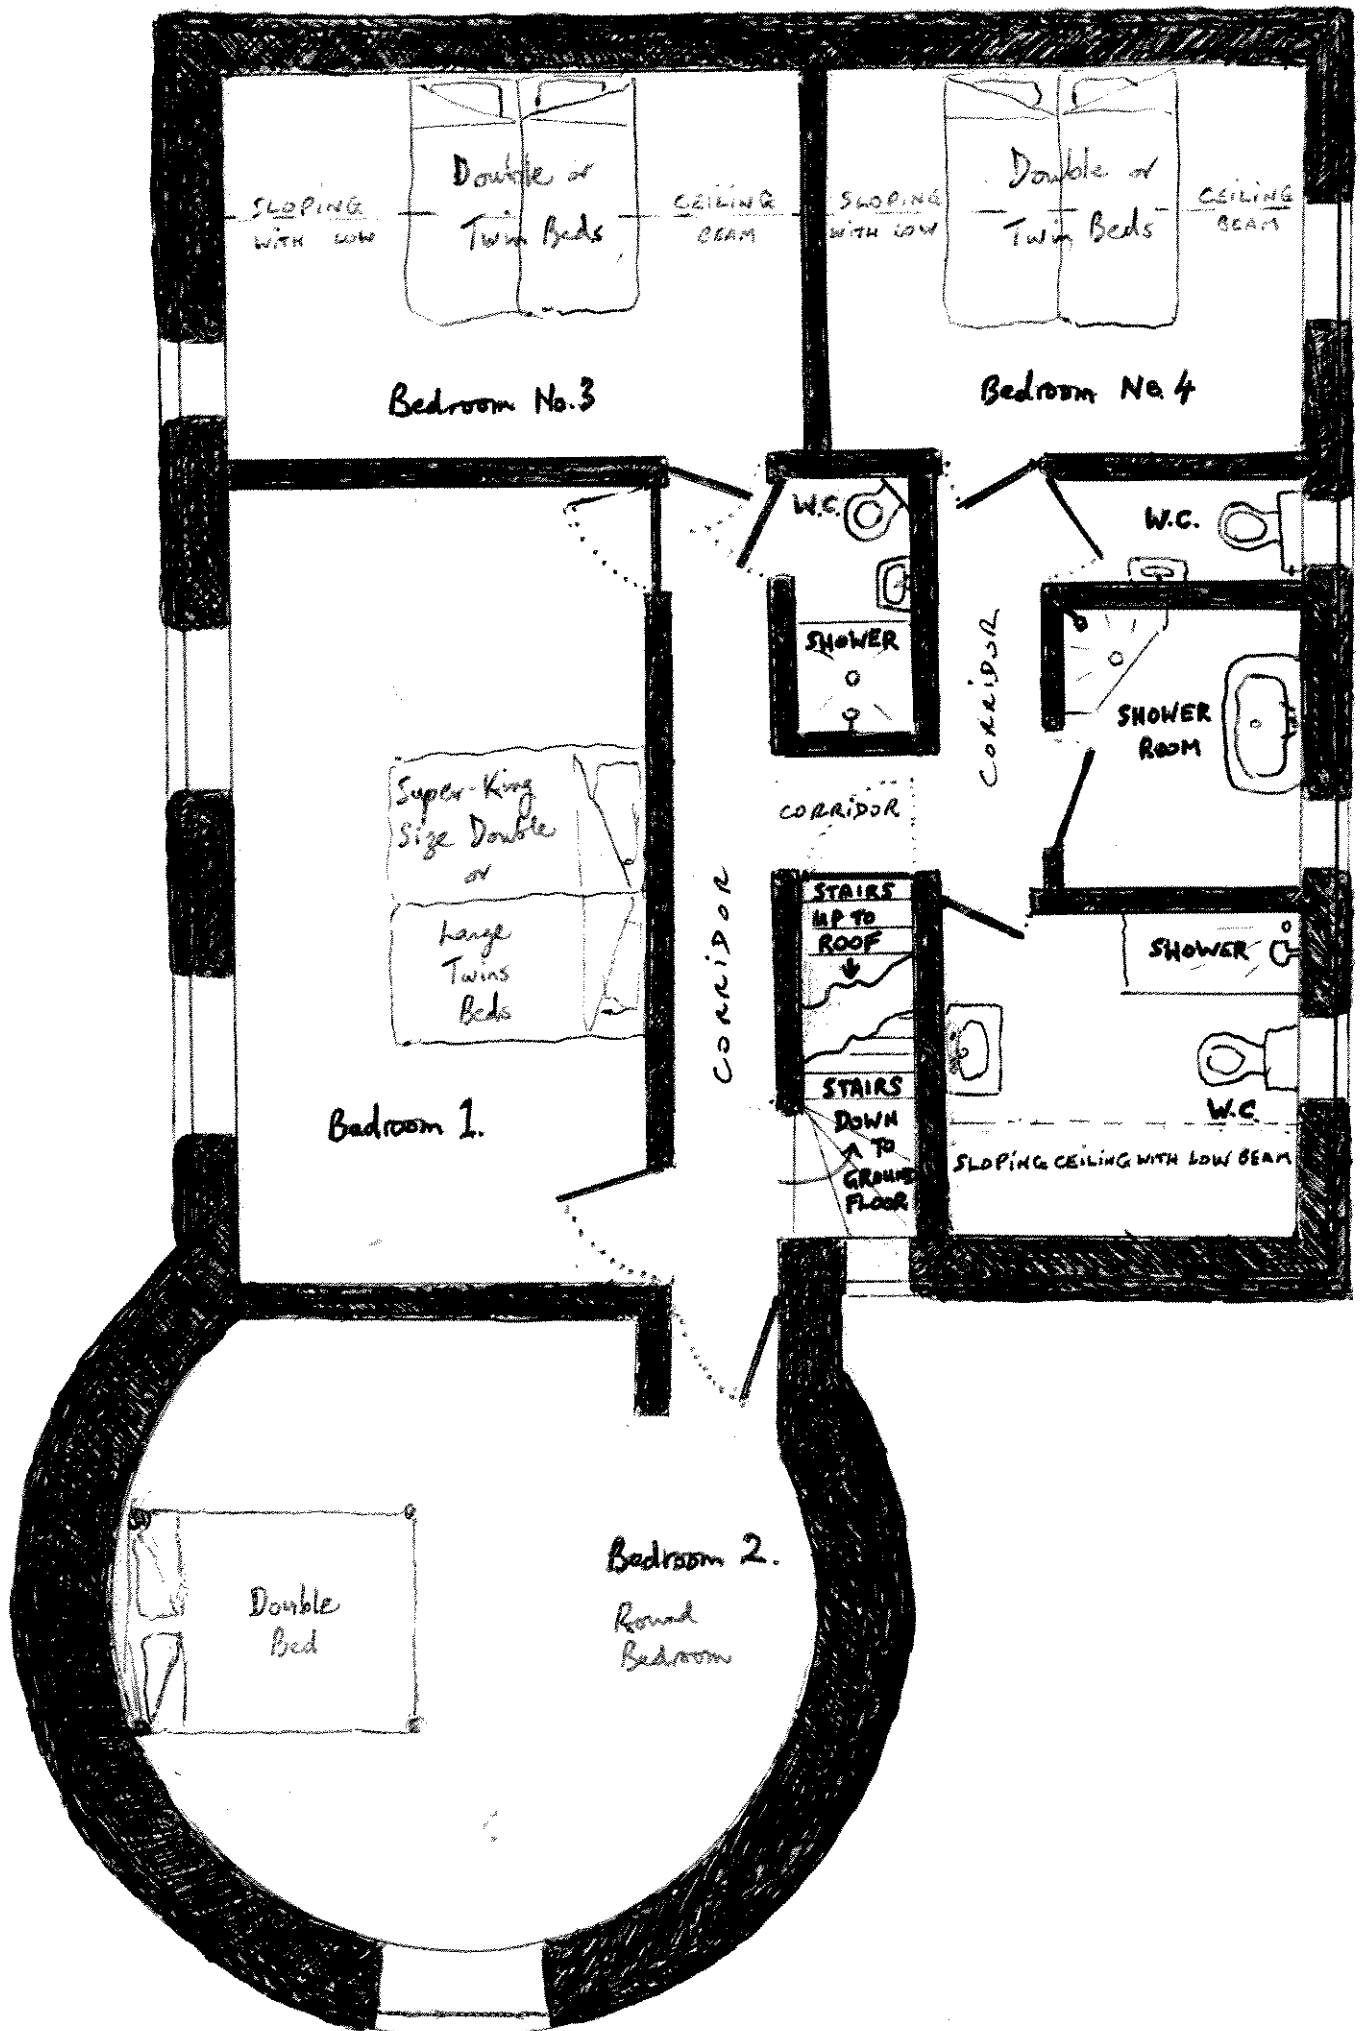 Double or
Twin Beds
SLOPING
WITH LOW
CEILING
BEAM
Bedroom No.3
Double or
Twin Beds
SLOPING
WITH LOW
CEILING
BEAM
Bedroom No. 4
W.C.
SHOWER
W.C.
CORRIDOR
SHOWER
ROOM
Super-King
Size Double
or
Large
Twins
Beds
Bedroom 1.
CORRIDOR
CORRIDOR
STAIRS
UP TO
ROOF
STAIRS
DOWN
TO
GROUND
FLOOR
SHOWER
W.C.
SLOPING CEILING WITH LOW BEAM
Double
Bed
Bedroom 2.
Round
Bedroom